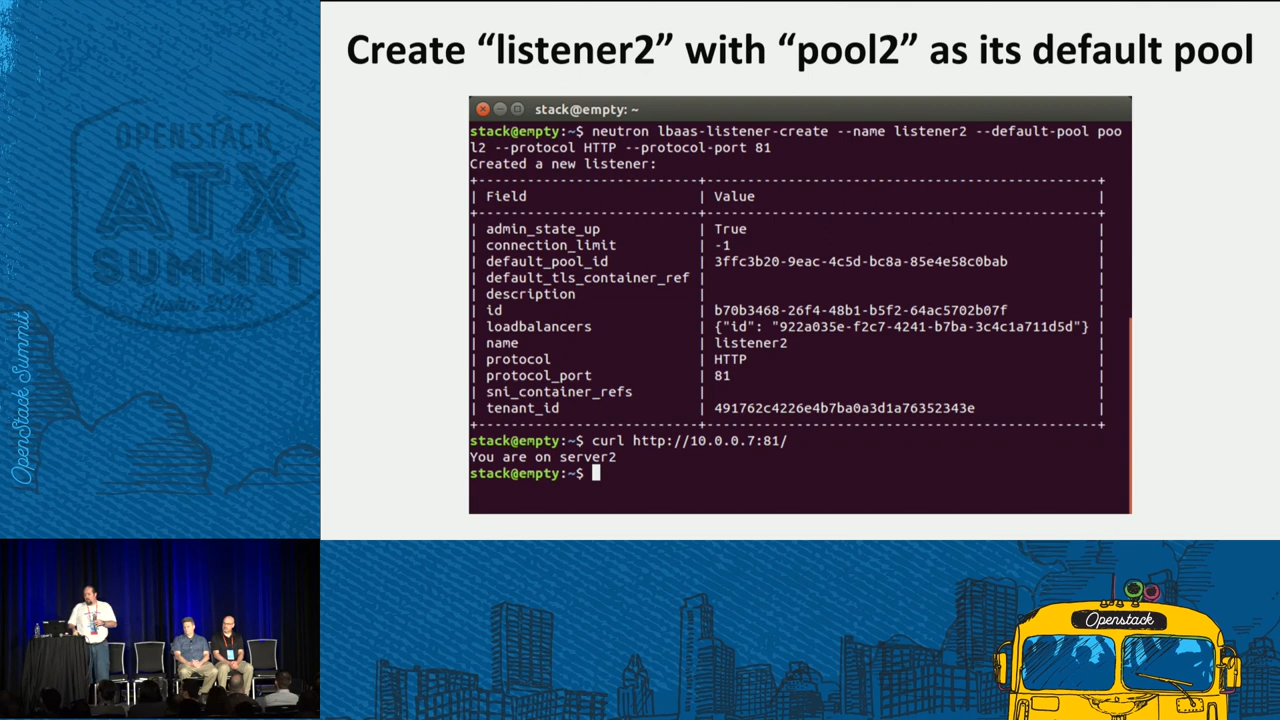 Create “listener2” with “pool2” as its default pool
stack@empty: ~
stack@empty:~$ neutron lbaas-listener-create --name listener2 --default-pool poo
l2 --protocol HTTP --protocol-port 81
Created a new listener:
+---------------------------+------------------------------------------------+
| Field | Value |
+---------------------------+------------------------------------------------+
| admin_state_up | True |
| connection_limit | -1 |
| default_pool_id | 3ffc3b20-9eac-4c5d-bc8a-85e4e58c0bab |
| default_tls_container_ref | |
| description | |
| id | b70b3468-26f4-48b1-b5f2-64ac5702b07f |
| loadbalancers | {"id": "922a035e-f2c7-4241-b7ba-3c4c1a711d5d"} |
| name | listener2 |
| protocol | HTTP |
| protocol_port | 81 |
| sni_container_refs | |
| tenant_id | 491762c4226e4b7ba0a3d1a76352343e |
+---------------------------+------------------------------------------------+
stack@empty:~$ curl http://10.0.0.7:81/
You are on server2
stack@empty:~$
OPENSTACK
ATX
SUMMIT
Austin 2016
OpenStack Summit
Openstack